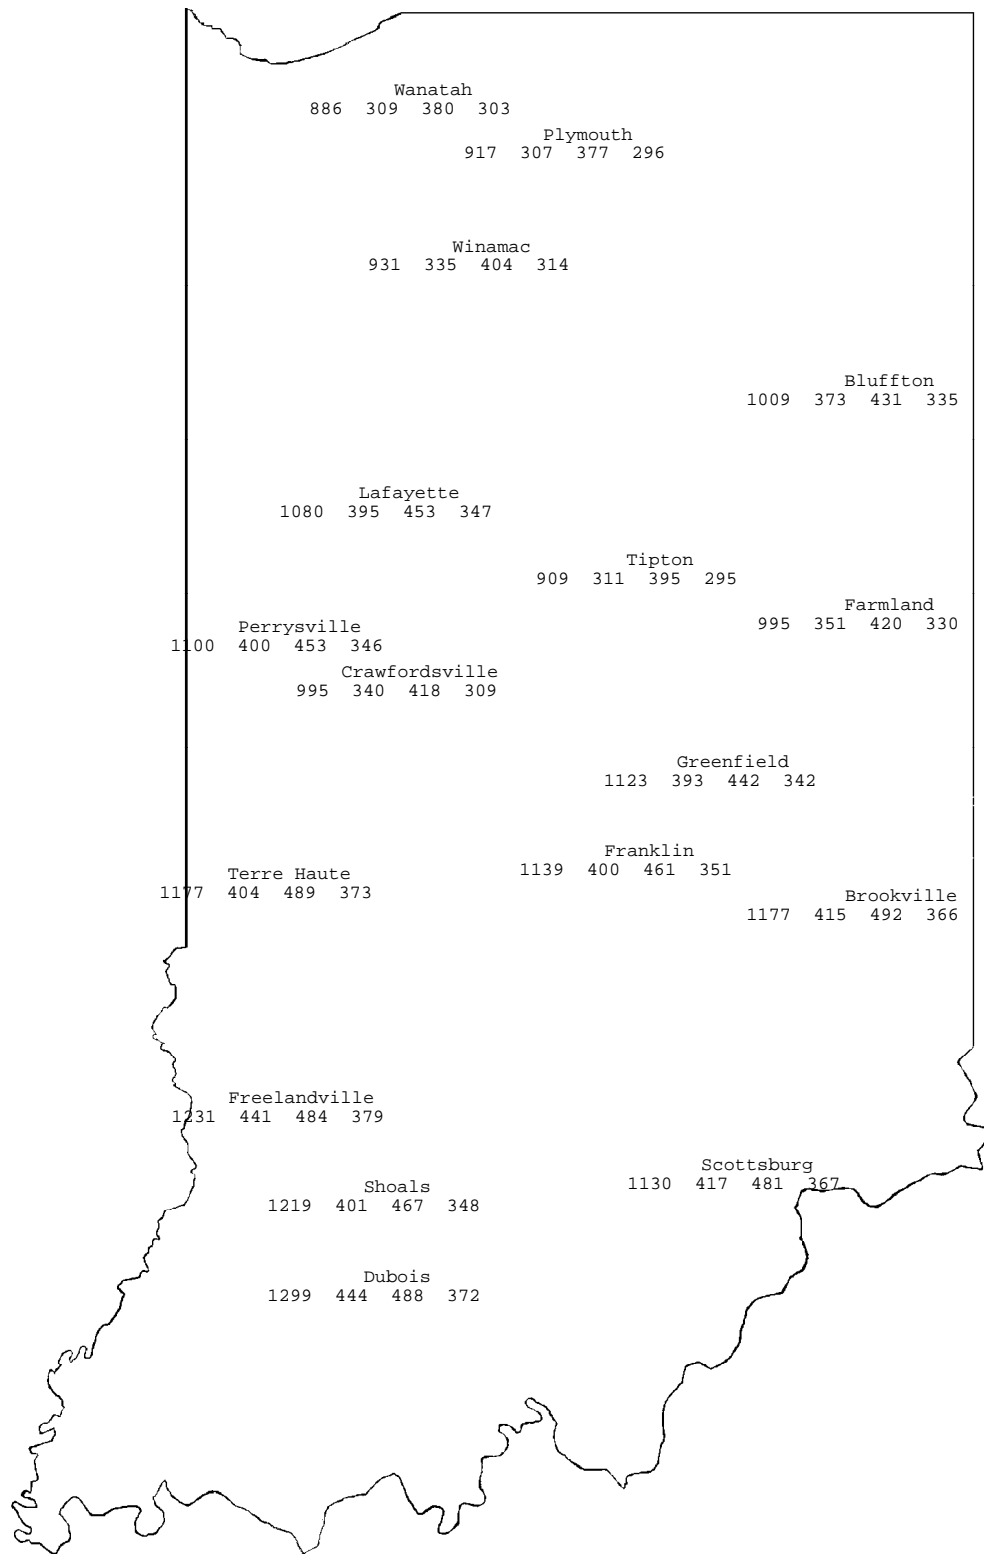 Wanatah
886 309 380 303
Plymouth
917 307 377 296
Winamac
931 335 404 314
Bluffton
1009 373 431 335
Lafayette
1080 395 453 347
Tipton
909 311 395 295
Farmland
995 351 420 330
Perrysville
1100 400 453 346
Crawfordsville
995 340 418 309
Greenfield
1123 393 442 342
Franklin
1139 400 461 351
Terre Haute
1177 404 489 373
Brookville
1177 415 492 366
Freelandville
1231 441 484 379
Scottsburg
1130 417 481 367
Shoals
1219 401 467 348
Dubois
1299 444 488 372